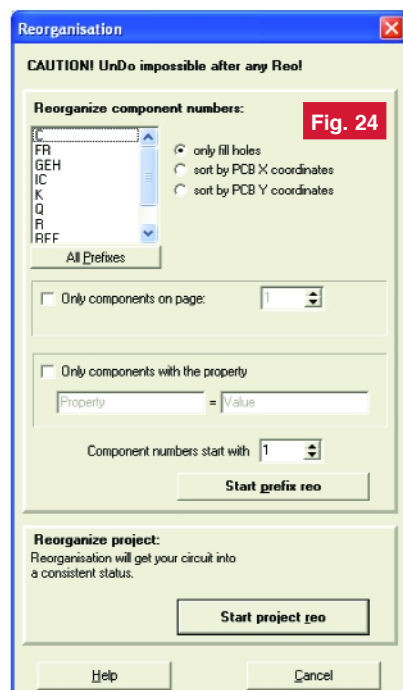 Reorganisation
CAUTION! UnDo impossible after any Reo!
Reorganize component numbers:
Fig. 24
C
FR
GEH
IC
K
Q
R
REF
only fill holes
sort by PCB X coordinates
sort by PCB Y coordinates
All Prefixes
Only components on page: 1
Only components with the property
Property = Value
Component numbers start with 1
Start prefix reo
Reorganize project:
Reorganisation will get your circuit into
a consistent status.
Start project reo
Help Cancel